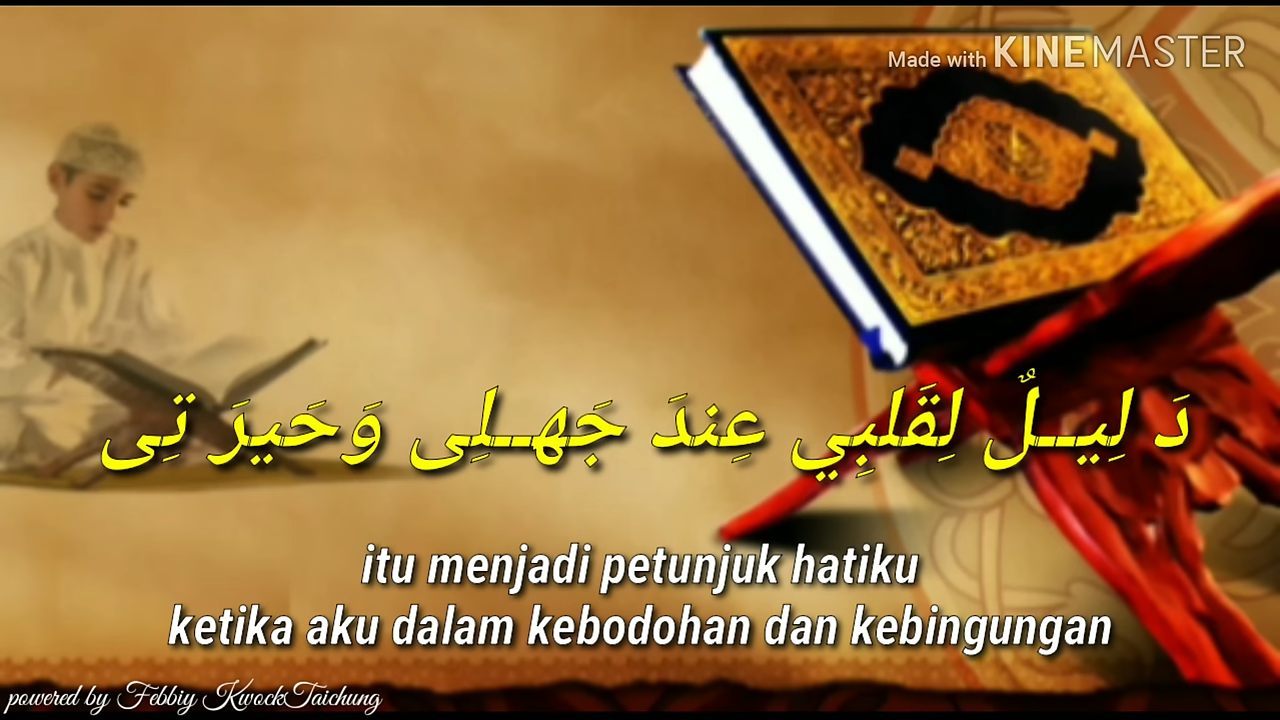 Made with KINEMASTER
دَ لِيــلٌ لِقَلبِي عِندَ جَهـلِى وَحَيرَ تِى
itu menjadi petunjuk hatiku
ketika aku dalam kebodohan dan kebingungan
powered by Febbiy KwockTaichung